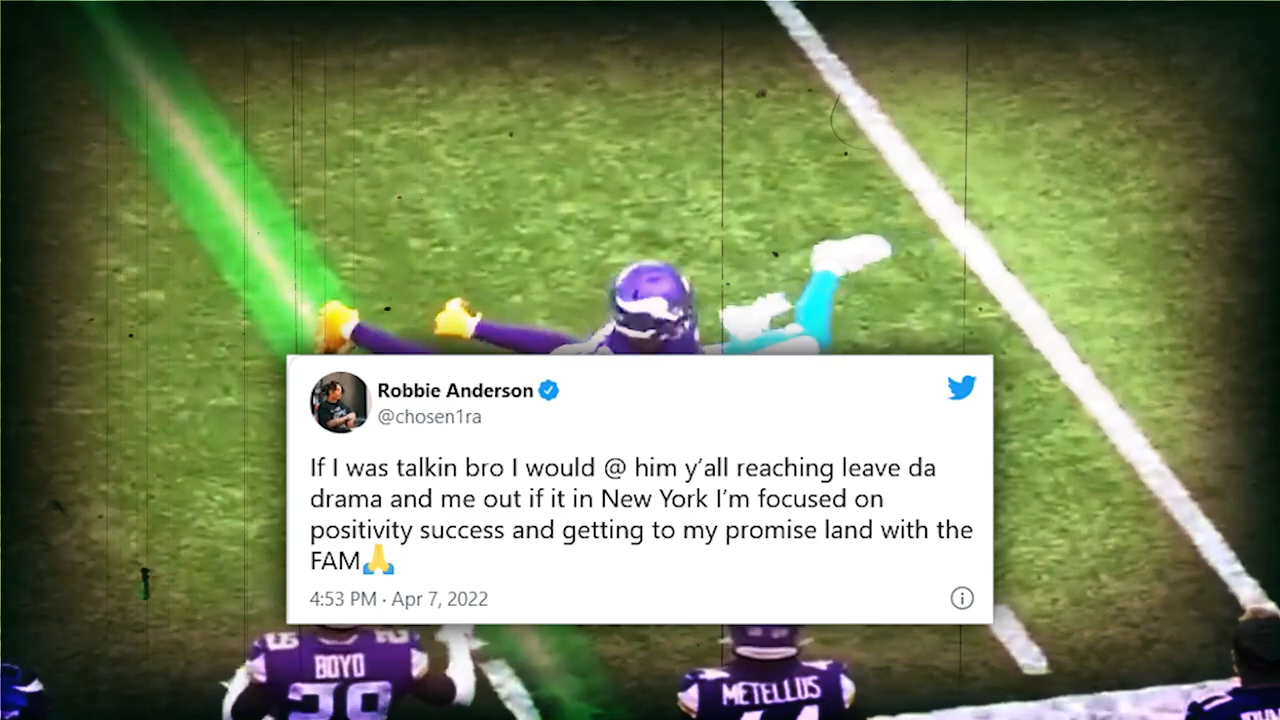 Robbie Anderson
@chosen1ra
If I was talkin bro I would @ him y'all reaching leave da
drama and me out if it in New York I'm focused on
positivity success and getting to my promise land with the
FAM🙏
4:53 PM · Apr 7, 2022
BOYD
METELLUS